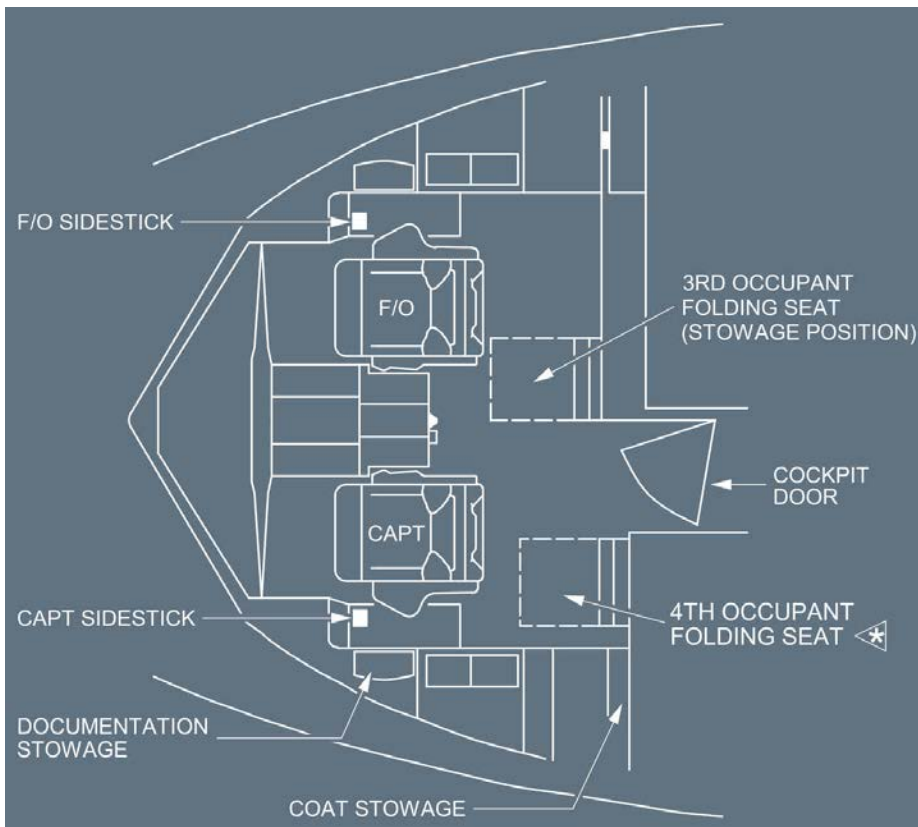 F/O SIDESTICK
F/O
3RD OCCUPANT
FOLDING SEAT
(STOWAGE POSITION)
COCKPIT
DOOR
CAPT
CAPT SIDESTICK
4TH OCCUPANT
FOLDING SEAT *
DOCUMENTATION
STOWAGE
COAT STOWAGE